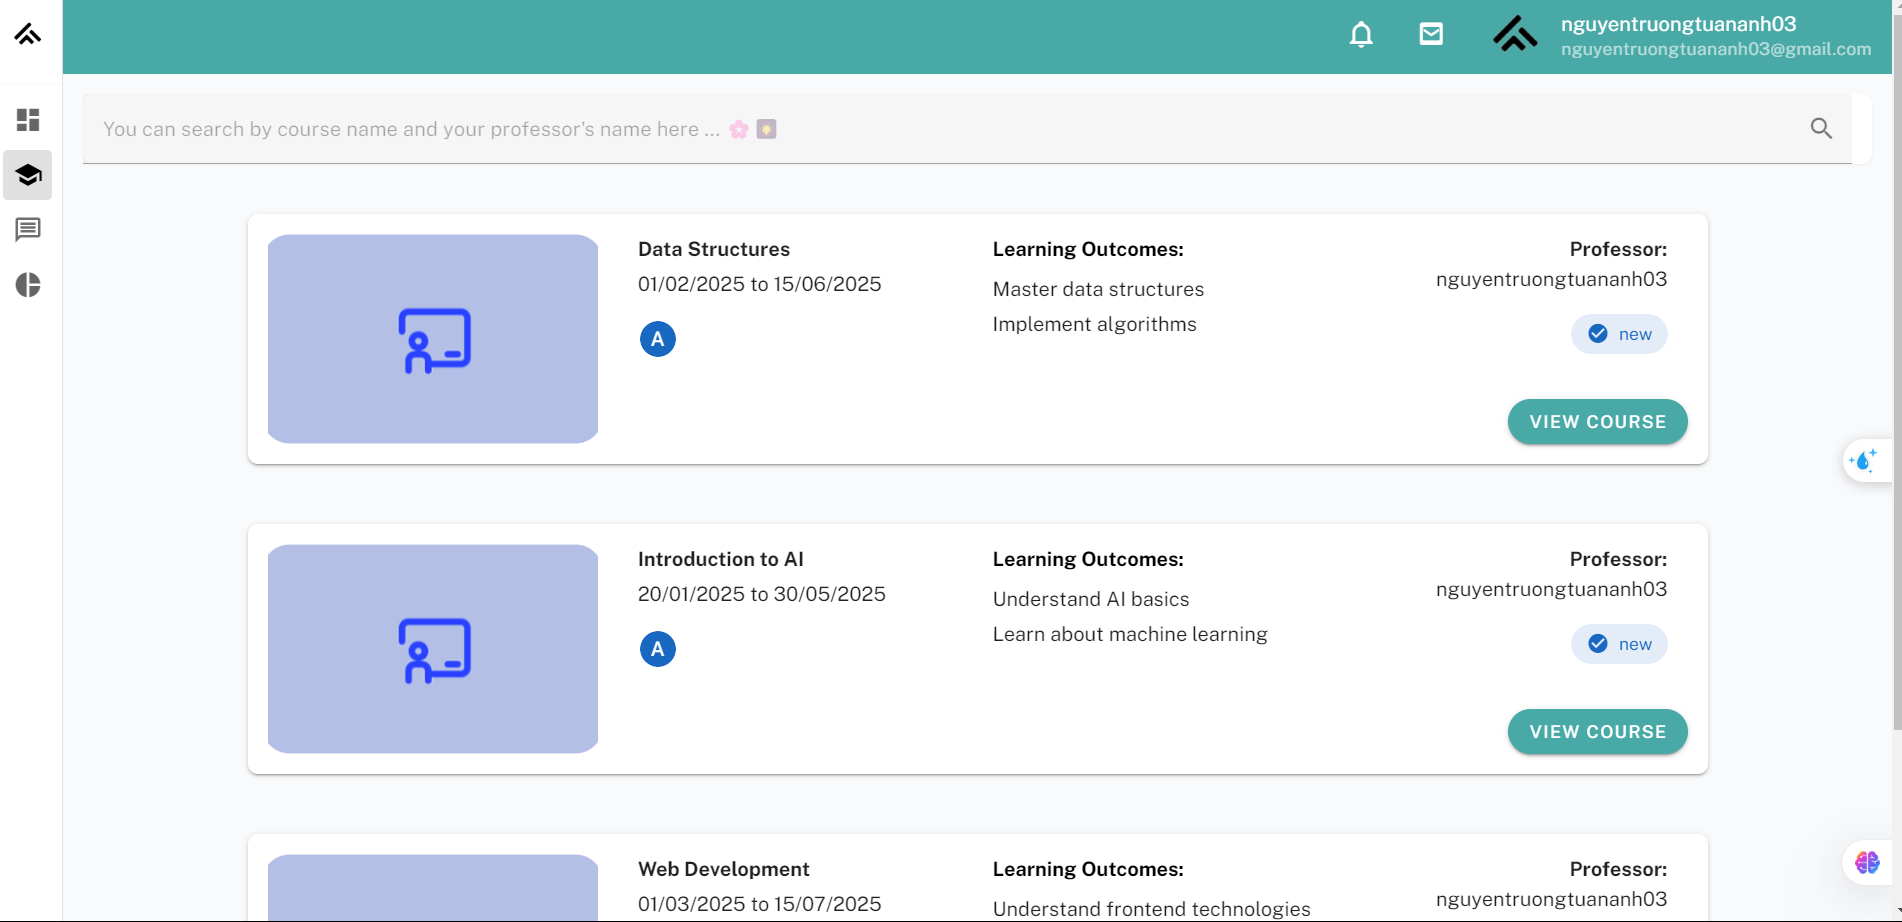 nguyentruongtuananh03
nguyentruongtuananh03@gmail.com
You can search by course name and your professor's name here ... 🌸 🎴
Data Structures
01/02/2025 to 15/06/2025
A
Learning Outcomes:
Master data structures
Implement algorithms
Professor:
nguyentruongtuananh03
new
VIEW COURSE
Introduction to AI
20/01/2025 to 30/05/2025
A
Learning Outcomes:
Understand AI basics
Learn about machine learning
Professor:
nguyentruongtuananh03
new
VIEW COURSE
Web Development
01/03/2025 to 15/07/2025
Learning Outcomes:
Understand frontend technologies
Professor:
nguyentruongtuananh03